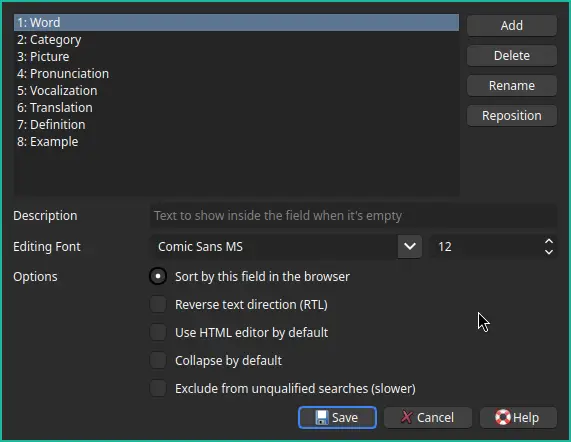 1: Word
2: Category
3: Picture
4: Pronunciation
5: Vocalization
6: Translation
7: Definition
8: Example
Add
Delete
Rename
Reposition
Description Text to show inside the field when it's empty
Editing Font Comic Sans MS 12
Options Sort by this field in the browser
Reverse text direction (RTL)
Use HTML editor by default
Collapse by default
Exclude from unqualified searches (slower)
Save Cancel Help